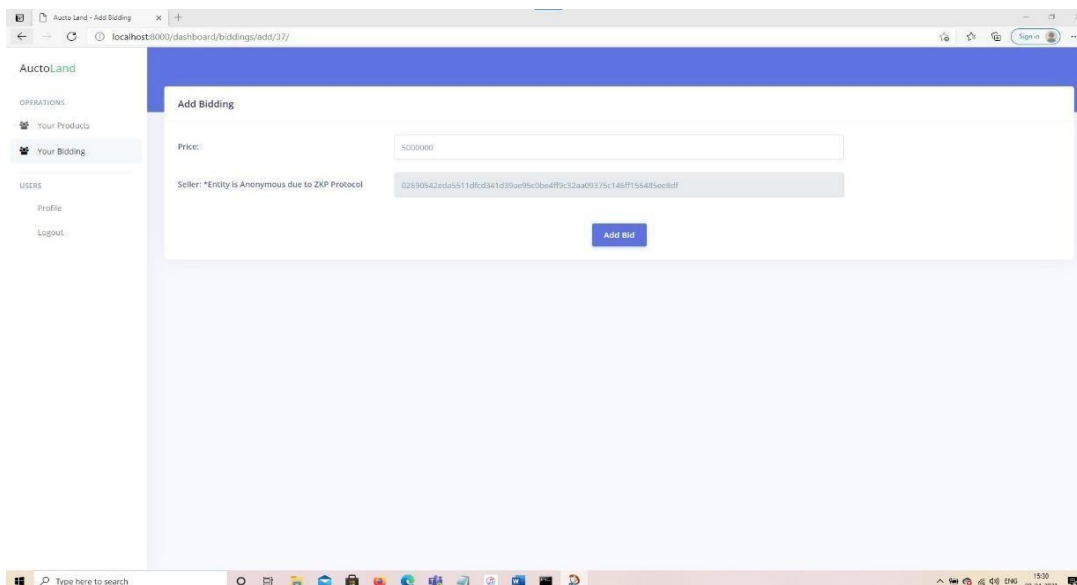 Aucto Land - Add Bidding
localhost:8000/dashboard/biddings/add/37/
Sign in
AuctoLand
OPERATIONS
Your Products
Your Bidding
USERS
Profile
Logout
Add Bidding
Price:
5000000
Seller: *Entity is Anonymous due to ZKP Protocol
Add Bid
Type here to search
ENG
15:30